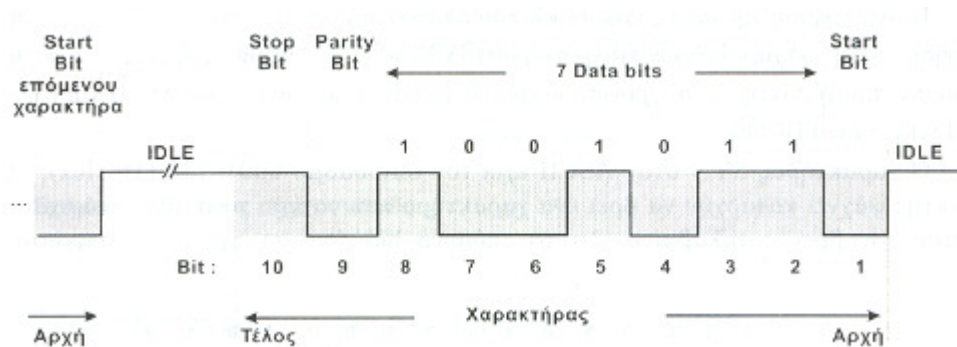 Start
Bit
επόμενου
χαρακτήρα
Stop
Bit
Parity
Bit
7 Data bits
Start
Bit
IDLE
1 0 0 1 0 1 1
IDLE
...
Bit : 10 9 8 7 6 5 4 3 2 1
Αρχή
Τέλος
Χαρακτήρας
Αρχή